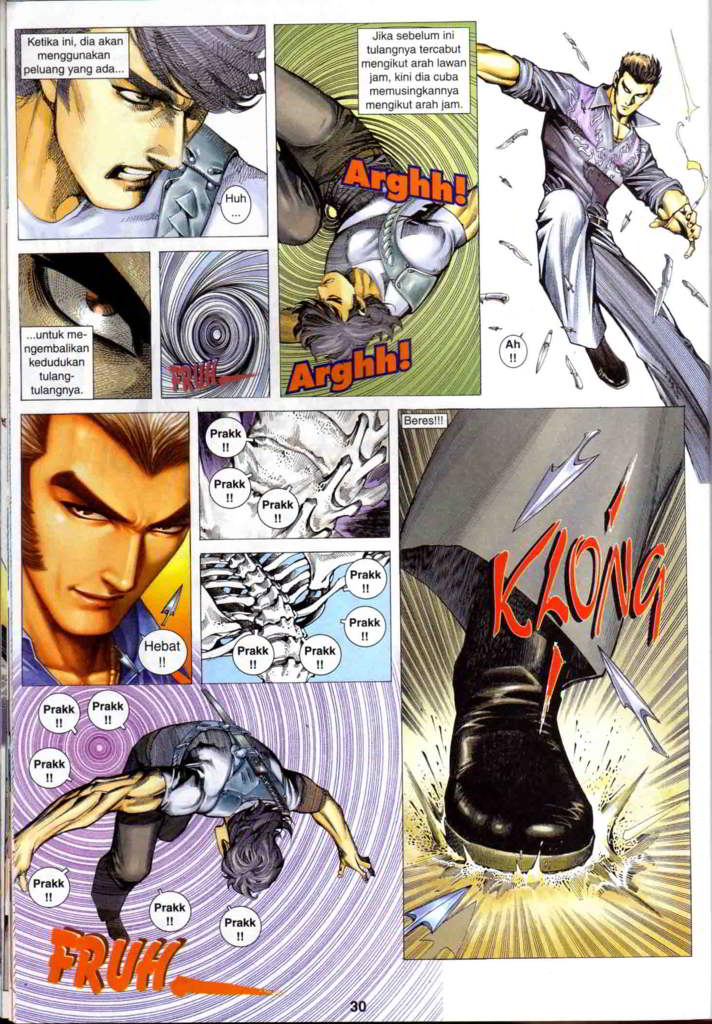 Ketika ini, dia akan
menggunakan
peluang yang ada...
Huh
...
Jika sebelum ini
tulangnya tercabut
mengikut arah lawan
jam, kini dia cuba
memusingkannya
mengikut arah jam.
Arghh!
Arghh!
Ah
!!
...untuk me-
ngembalikan
kedudukan
tulang-
tulangnya.
FRUH
Hebat
!!
Prakk
!!
Prakk
!!
Prakk
!!
Prakk
!!
Prakk
!!
Prakk
!!
Prakk
!!
Beres!!!
KLONG
!
Prakk
!!
Prakk
!!
Prakk
!!
Prakk
!!
Prakk
!!
Prakk
!!
FRUH
30